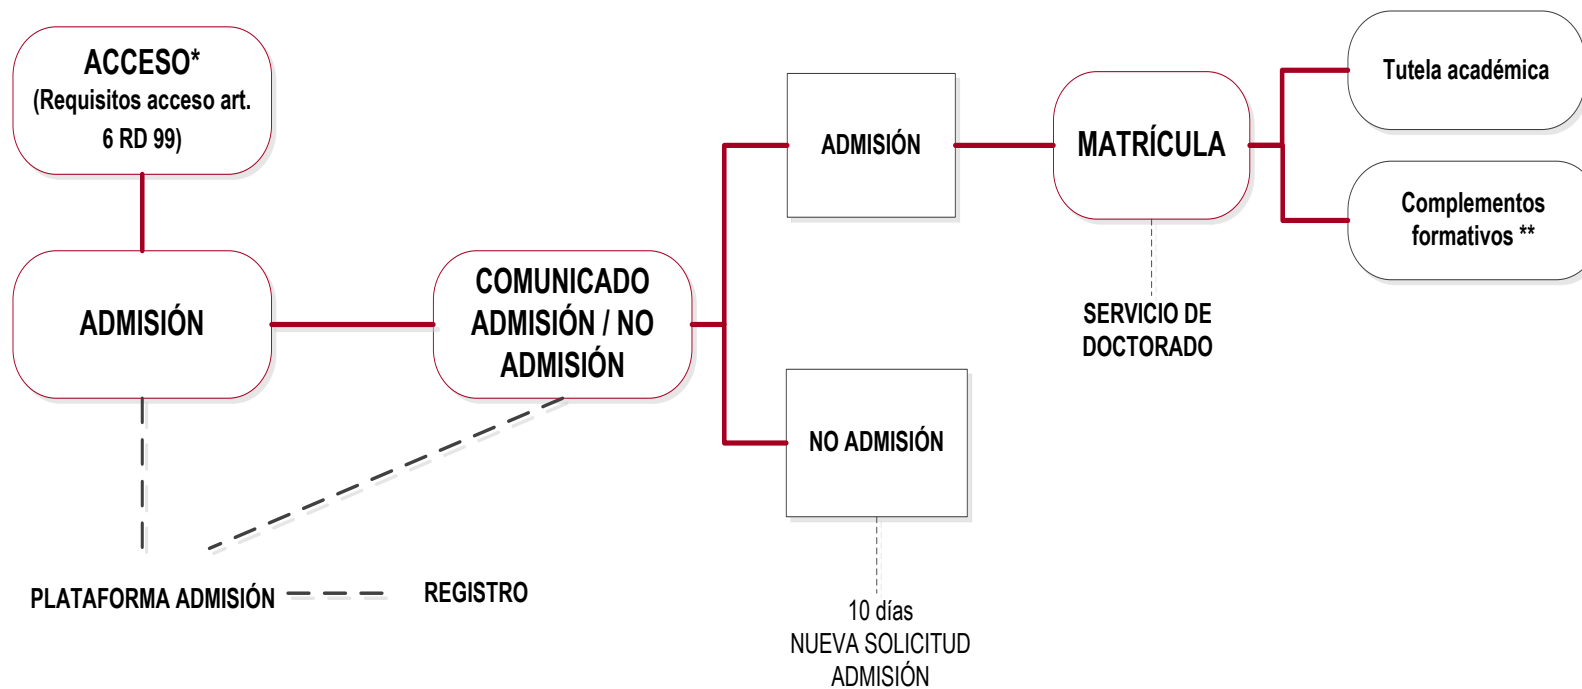 ACCESO*
(Requisitos acceso art.
6 RD 99)
ADMISIÓN
COMUNICADO
ADMISIÓN / NO
ADMISIÓN
ADMISIÓN
NO ADMISIÓN
MATRÍCULA
Tutela académica
Complementos
formativos **
SERVICIO DE
DOCTORADO
PLATAFORMA ADMISIÓN
REGISTRO
10 días
NUEVA SOLICITUD
ADMISIÓN